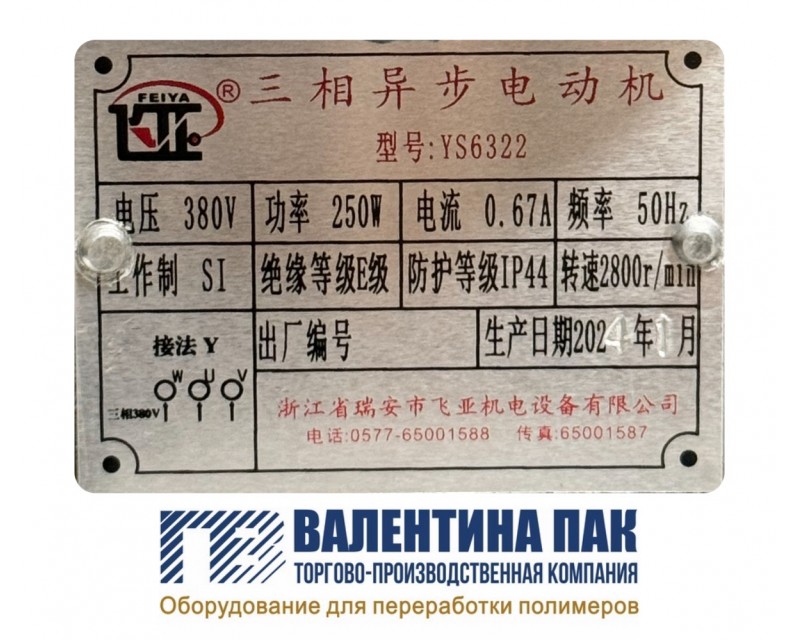 FEIYA
® 三相异步电动机
型号:YS6322
电压 380V 功率 250W 电流 0.67A 频率 50Hz
工作制 SI 绝缘等级E级 防护等级IP44 转速2800r/min
接法 Y 出厂编号 生产日期202 年 月
W U V
三相380V
浙江省瑞安市飞亚机电设备有限公司
电话:0577-65001588 传真:65001587
ВАЛЕНТИНА ПАК
ТОРГОВО-ПРОИЗВОДСТВЕННАЯ КОМПАНИЯ
Оборудование для переработки полимеров